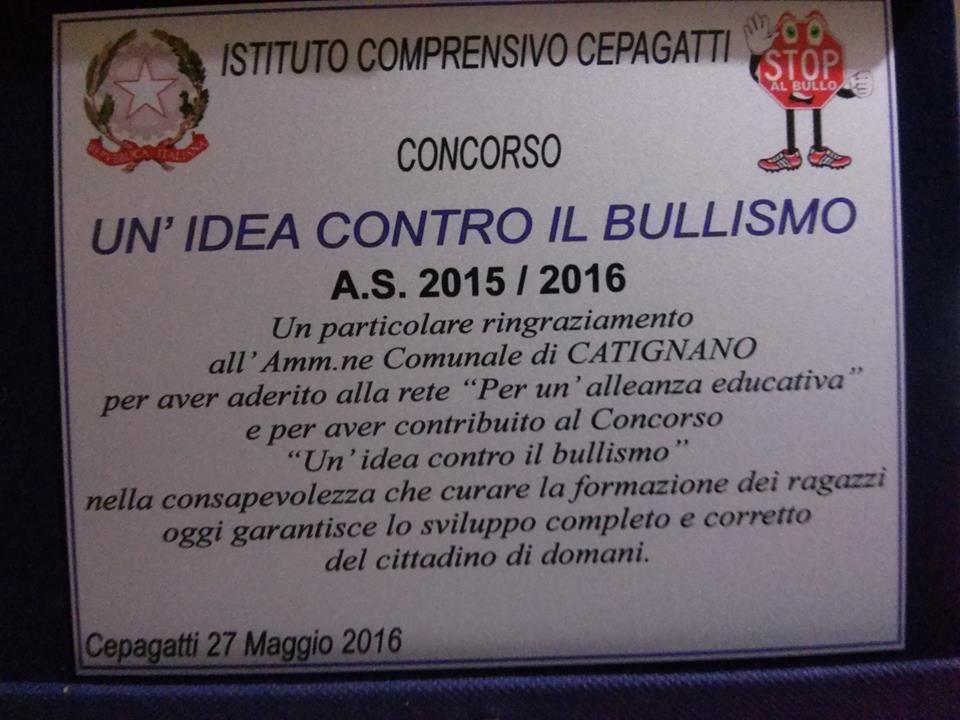 ISTITUTO COMPRENSIVO CEPAGATTI
STOP
AL BULLO
REPVBBLICA ITALIANA
CONCORSO
UN' IDEA CONTRO IL BULLISMO
A.S. 2015 / 2016
Un particolare ringraziamento
all' Amm.ne Comunale di CATIGNANO
per aver aderito alla rete “Per un' alleanza educativa”
e per aver contribuito al Concorso
“Un' idea contro il bullismo”
nella consapevolezza che curare la formazione dei ragazzi
oggi garantisce lo sviluppo completo e corretto
del cittadino di domani.
Cepagatti 27 Maggio 2016